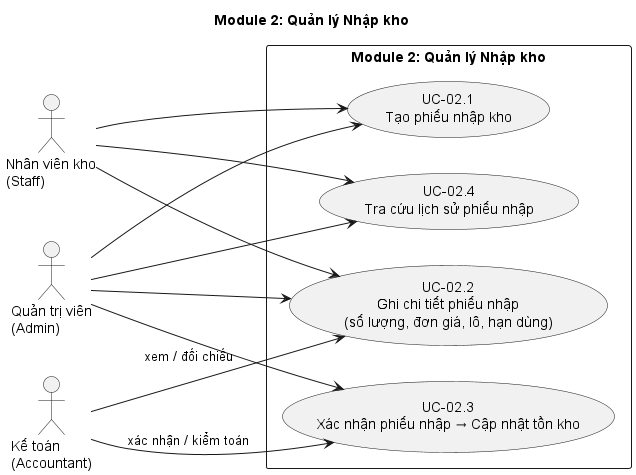 Module 2: Quản lý Nhập kho
Module 2: Quản lý Nhập kho
UC-02.1
Tạo phiếu nhập kho
Nhân viên kho
(Staff)
UC-02.4
Tra cứu lịch sử phiếu nhập
UC-02.2
Ghi chi tiết phiếu nhập
(số lượng, đơn giá, lô, hạn dùng)
Quản trị viên
(Admin)
xem / đối chiếu
UC-02.3
Xác nhận phiếu nhập → Cập nhật tồn kho
xác nhận / kiểm toán
Kế toán
(Accountant)